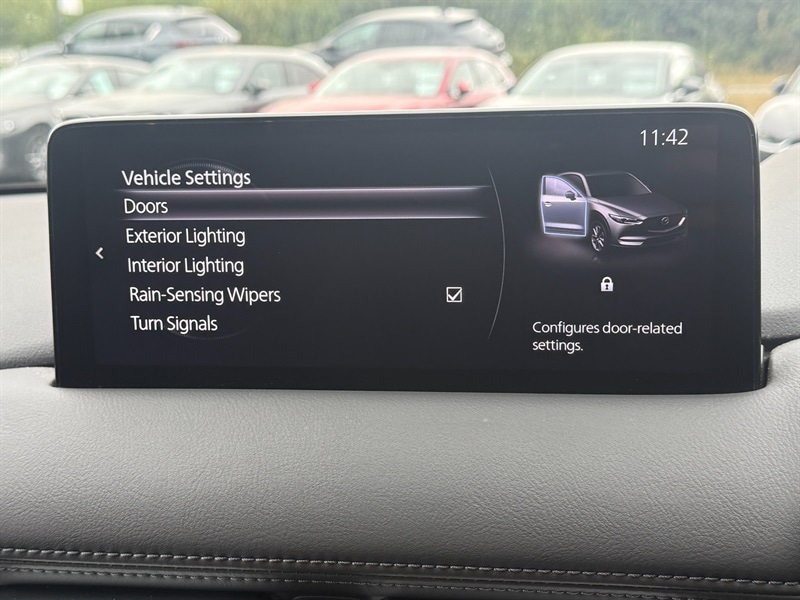 11:42
Vehicle Settings
Doors
Exterior Lighting
Interior Lighting
Rain-Sensing Wipers
Turn Signals
Configures door-related
settings.